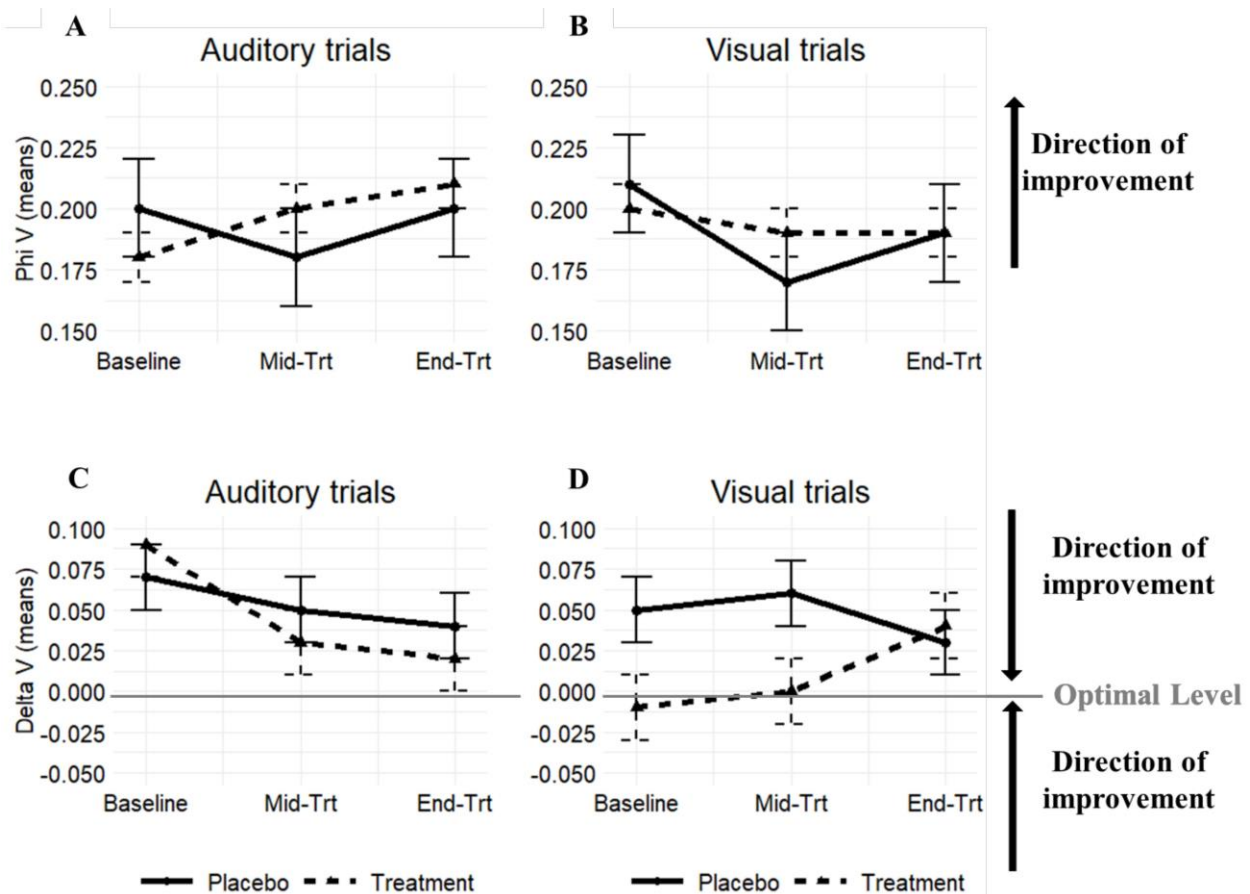 A
Auditory trials
B
Visual trials
Phi V (means)
0.250
0.225
0.200
0.175
0.150
Baseline Mid-Trt End-Trt
0.250
0.225
0.200
0.175
0.150
Baseline Mid-Trt End-Trt
Direction of
improvement
C
Auditory trials
D
Visual trials
Delta V (means)
0.100
0.075
0.050
0.025
0.000
-0.025
-0.050
Baseline Mid-Trt End-Trt
0.100
0.075
0.050
0.025
0.000
-0.025
-0.050
Baseline Mid-Trt End-Trt
Direction of
improvement
Optimal Level
Direction of
improvement
Placebo Treatment
Placebo Treatment